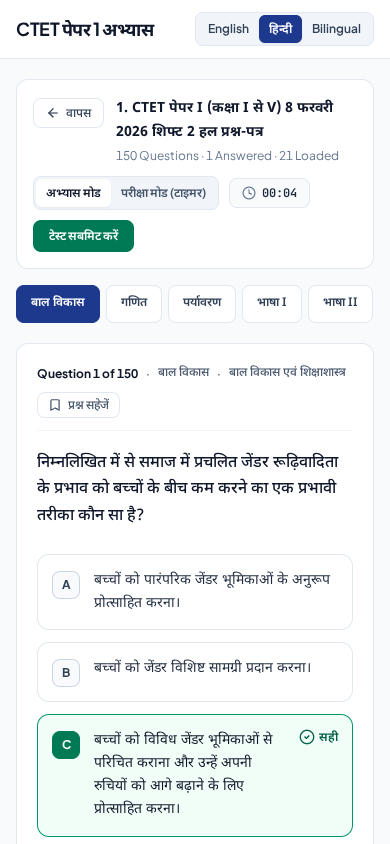 CTET पेपर 1 अभ्यास
English हिन्दी Bilingual
वापस
1. CTET पेपर I (कक्षा I से V) 8 फरवरी
2026 शिफ्ट 2 हल प्रश्न-पत्र
150 Questions · 1 Answered · 21 Loaded
अभ्यास मोड परीक्षा मोड (टाइमर) 00:04
टेस्ट सबमिट करें
बाल विकास गणित पर्यावरण भाषा I भाषा II
Question 1 of 150 · बाल विकास · बाल विकास एवं शिक्षाशास्त्र
प्रश्न सहेजें
निम्नलिखित में से समाज में प्रचलित जेंडर रूढ़िवादिता
के प्रभाव को बच्चों के बीच कम करने का एक प्रभावी
तरीका कौन सा है?
A बच्चों को पारंपरिक जेंडर भूमिकाओं के अनुरूप
प्रोत्साहित करना।
B बच्चों को जेंडर विशिष्ट सामग्री प्रदान करना।
C बच्चों को विविध जेंडर भूमिकाओं से सही
परिचित कराना और उन्हें अपनी
रुचियों को आगे बढ़ाने के लिए
प्रोत्साहित करना।